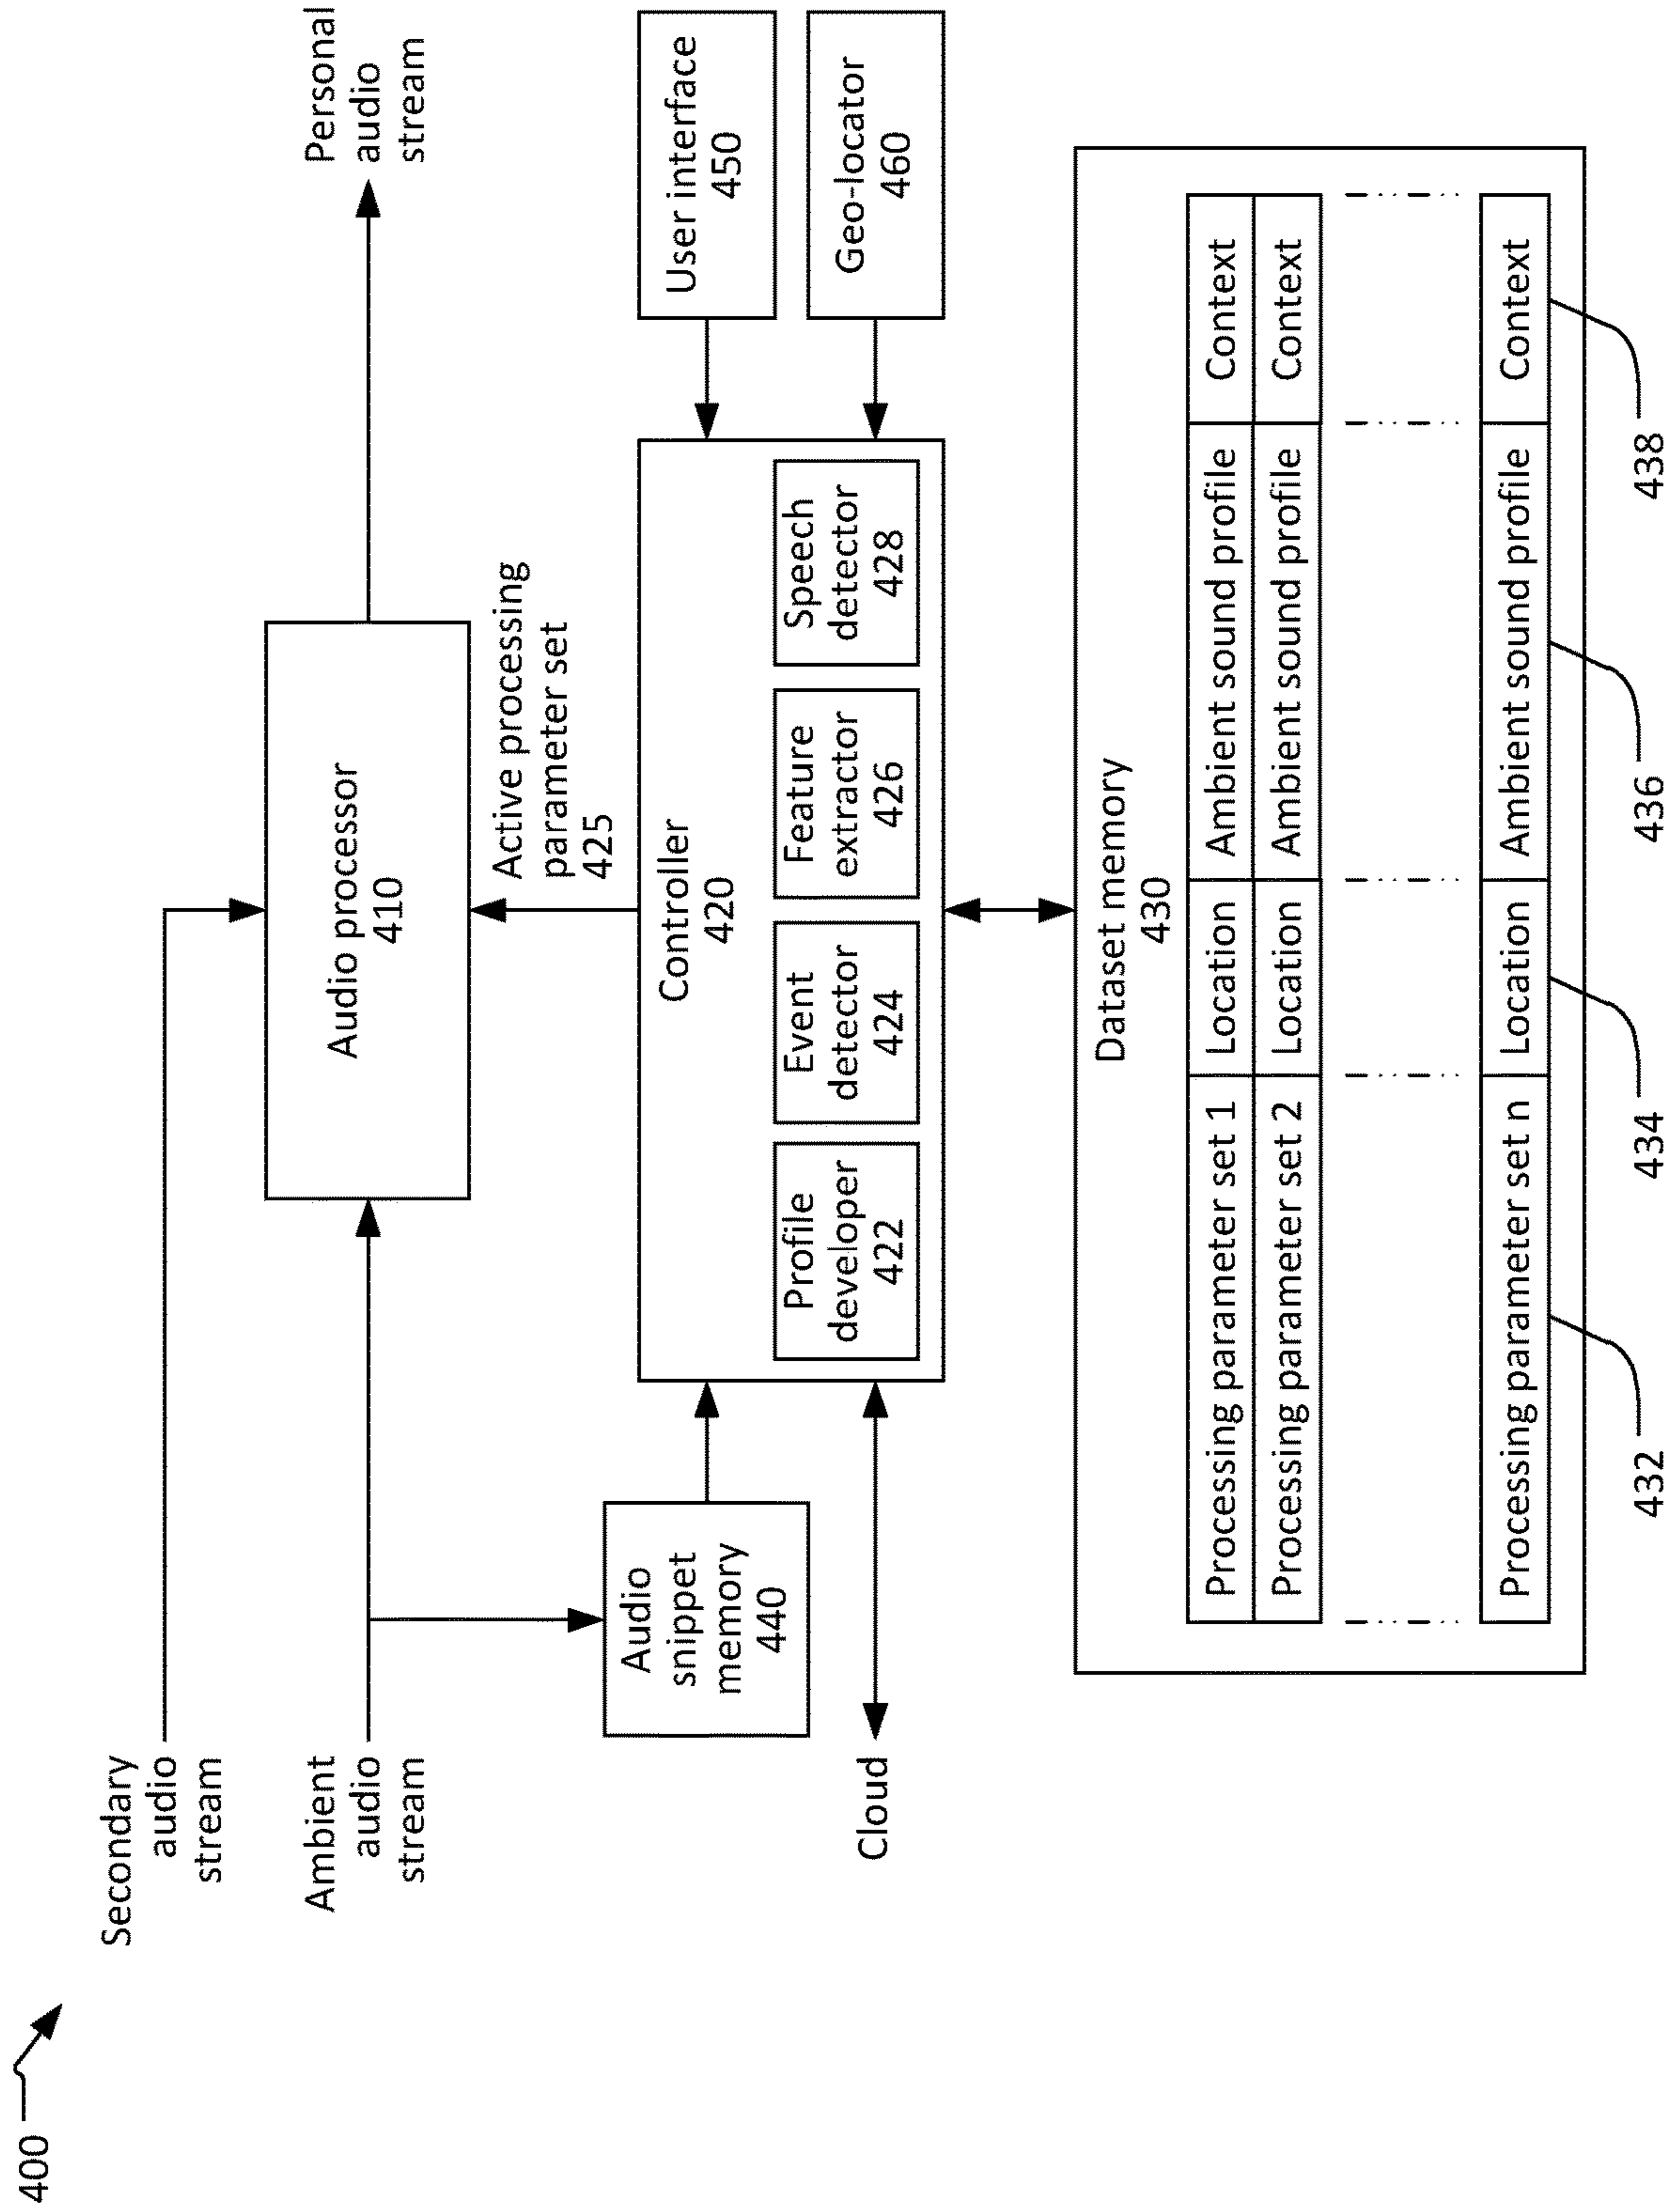 400
Secondary
audio
stream
Ambient
audio
stream
Personal
audio
stream
Audio processor
410
Active processing
parameter set
425
Audio
snippet
memory
440
Cloud
Controller
420
Profile
developer
422
Event
detector
424
Feature
extractor
426
Speech
detector
428
User interface
450
Geo-locator
460
Dataset memory
430
Processing parameter set 1 Location Ambient sound profile Context
Processing parameter set 2 Location Ambient sound profile Context
Processing parameter set n Location Ambient sound profile Context
432 434 436 438